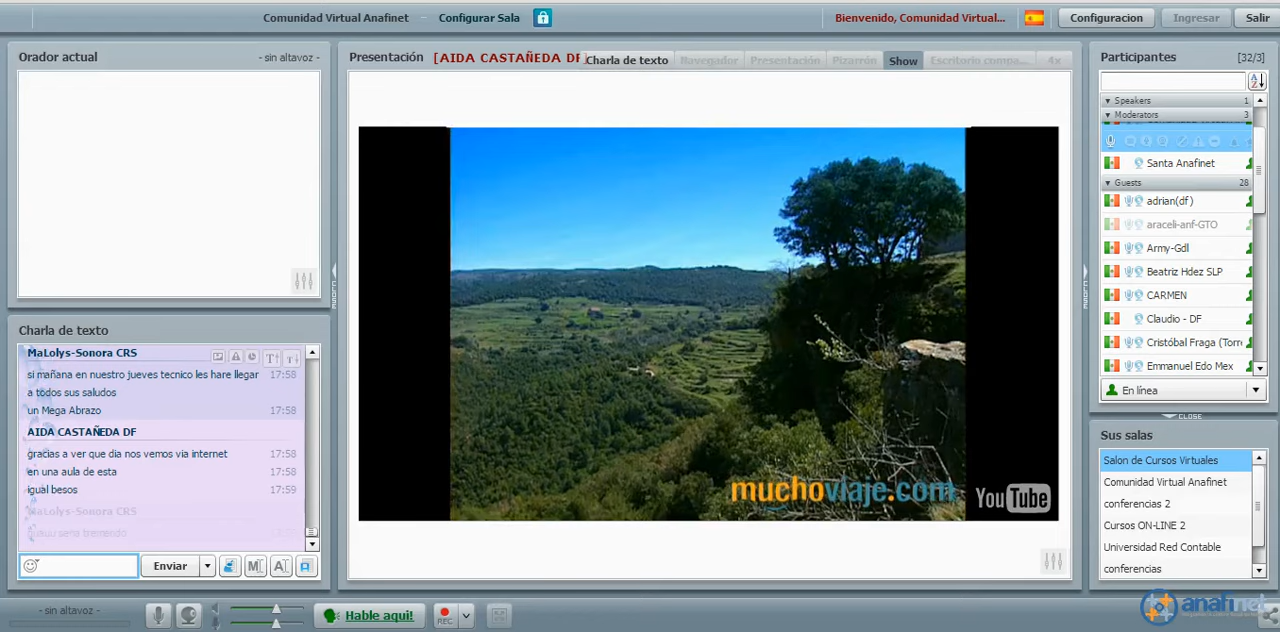 Comunidad Virtual Anafinet
Configurar Sala
Bienvenido, Comunidad Virtual...
Configuracion
Ingresar
Salir
Orador actual
- sin altavoz -
Charla de texto
MaLolys-Sonora CRS
si mañana en nuestro jueves tecnico les hare llegar 17:58
a todos sus saludos
un Mega Abrazo 17:58
AIDA CASTAÑEDA DF
gracias a ver que dia nos vemos via internet 17:58
en una aula de esta 17:58
igual besos 17:59
MaLolys-Sonora CRS
Enviar
Presentación [AIDA CASTAÑEDA DF]
Charla de texto
Navegador
Presentación
Pizarrón
Show
Escritorio compa...
4x
muchoviaje.com
YouTube
Participantes [32/3]
Speakers 1
Moderators 3
Santa Anafinet
Guests 28
adrian(df)
araceli-anf-GTO
Army-Gdl
Beatriz Hdez SLP
CARMEN
Claudio - DF
Cristóbal Fraga (Torre
Emmanuel Edo Mex
En línea
CLOSE
Sus salas
Salon de Cursos Virtuales
Comunidad Virtual Anafinet
conferencias 2
Cursos ON-LINE 2
Universidad Red Contable
conferencias
- sin altavoz -
Hable aqui!
REC
anafinet